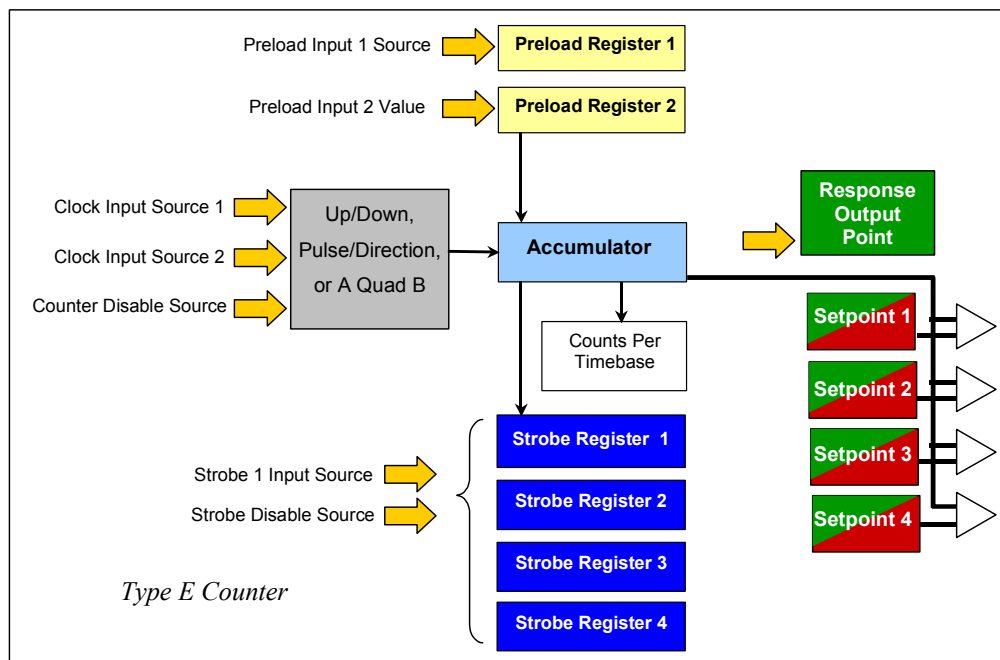 Preload Input 1 Source
Preload Register 1
Preload Input 2 Value
Preload Register 2
Clock Input Source 1
Clock Input Source 2
Counter Disable Source
Up/Down,
Pulse/Direction,
or A Quad B
Accumulator
Response
Output
Point
Counts Per
Timebase
Setpoint 1
Setpoint 2
Setpoint 3
Setpoint 4
Strobe 1 Input Source
Strobe Disable Source
Strobe Register 1
Strobe Register 2
Strobe Register 3
Strobe Register 4
Type E Counter